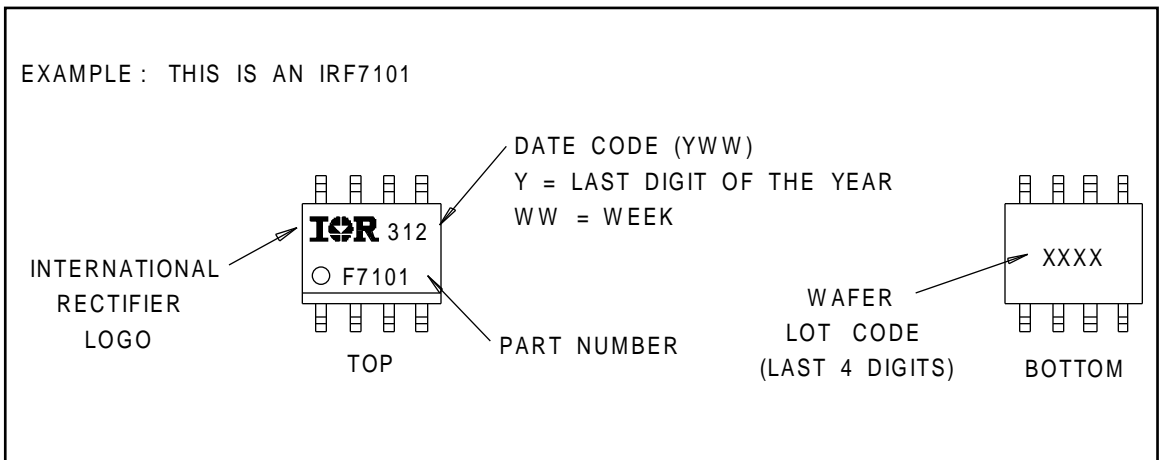 EXAMPLE : THIS IS AN IRF7101
DATE CODE (YWW)
Y = LAST DIGIT OF THE YEAR
WW = WEEK
IOR 312
F7101
INTERNATIONAL
RECTIFIER
LOGO
TOP
PART NUMBER
XXXX
WAFER
LOT CODE
(LAST 4 DIGITS)
BOTTOM